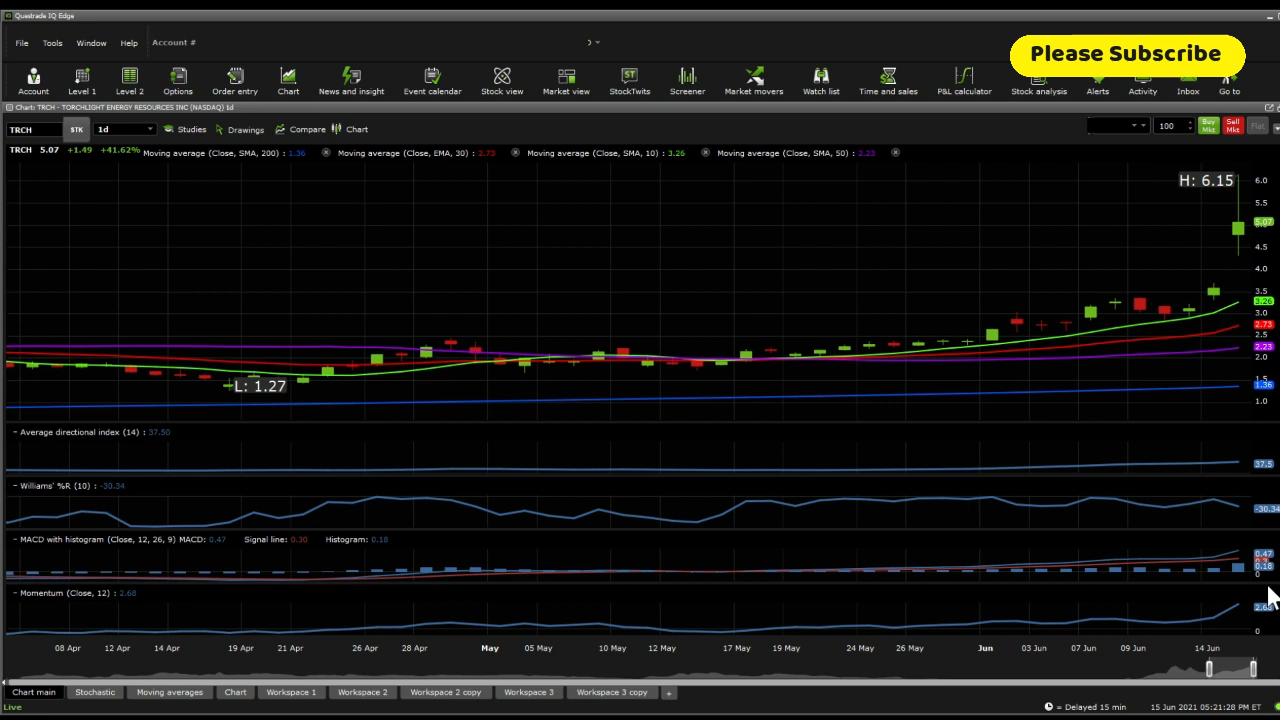 Questrade IQ Edge
File Tools Window Help Account #
Please Subscribe
Account Level 1 Level 2 Options Order entry Chart News and insight Event calendar Stock view Market view StockTwits Screener Market movers Watch list Time and sales P&L calculator Stock analysis Alerts Activity Inbox Go to
Chart: TRCH - TORCHLIGHT ENERGY RESOURCES INC (NASDAQ) 1d
TRCH STK 1d Studies Drawings Compare Chart 100 Buy Mkt Sell Mkt Flat
TRCH 5.07 +1.49 +41.62% Moving average (Close, SMA, 200) : 1.36 Moving average (Close, EMA, 30) : 2.73 Moving average (Close, SMA, 10) : 3.26 Moving average (Close, SMA, 50) : 2.23
H: 6.15
6.0
5.5
5.07
4.5
4.0
3.5
3.26
3.0
2.73
2.5
2.23
2.0
L: 1.27
1.5
1.36
1.0
Average directional index (14) : 37.50
37.5
Williams' %R (10) : -30.34
-30.34
MACD with histogram (Close, 12, 26, 9) MACD: 0.47 Signal line: 0.30 Histogram: 0.18
0.47
0.18
0
Momentum (Close, 12) : 2.68
2.68
0
08 Apr 12 Apr 14 Apr 19 Apr 21 Apr 26 Apr 28 Apr May 05 May 10 May 12 May 17 May 19 May 24 May 26 May Jun 03 Jun 07 Jun 09 Jun 14 Jun
Chart main Stochastic Moving averages Chart Workspace 1 Workspace 2 Workspace 2 copy Workspace 3 Workspace 3 copy +
Live = Delayed 15 min 15 Jun 2021 05:21:28 PM ET